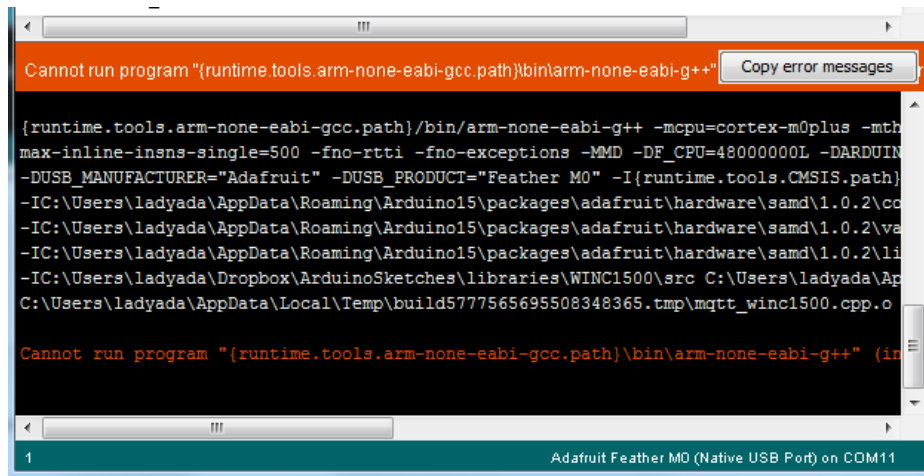 Cannot run program "{runtime.tools.arm-none-eabi-gcc.path}\bin\arm-none-eabi-g++"
Copy error messages
{runtime.tools.arm-none-eabi-gcc.path}/bin/arm-none-eabi-g++ -mcpu=cortex-m0plus -mth
max-inline-insns-single=500 -fno-rtti -fno-exceptions -MMD -DF_CPU=48000000L -DARDUIN
-DUSB_MANUFACTURER="Adafruit" -DUSB_PRODUCT="Feather M0" -I{runtime.tools.CMSIS.path}
-IC:\Users\ladyada\AppData\Roaming\Arduino15\packages\adafruit\hardware\samd\1.0.2\co
-IC:\Users\ladyada\AppData\Roaming\Arduino15\packages\adafruit\hardware\samd\1.0.2\va
-IC:\Users\ladyada\AppData\Roaming\Arduino15\packages\adafruit\hardware\samd\1.0.2\li
-IC:\Users\ladyada\Dropbox\ArduinoSketches\libraries\WINC1500\src C:\Users\ladyada\Ap
C:\Users\ladyada\AppData\Local\Temp\build5777565695508348365.tmp\mqtt_winc1500.cpp.o
Cannot run program "{runtime.tools.arm-none-eabi-gcc.path}\bin\arm-none-eabi-g++" (in
1
Adafruit Feather M0 (Native USB Port) on COM11